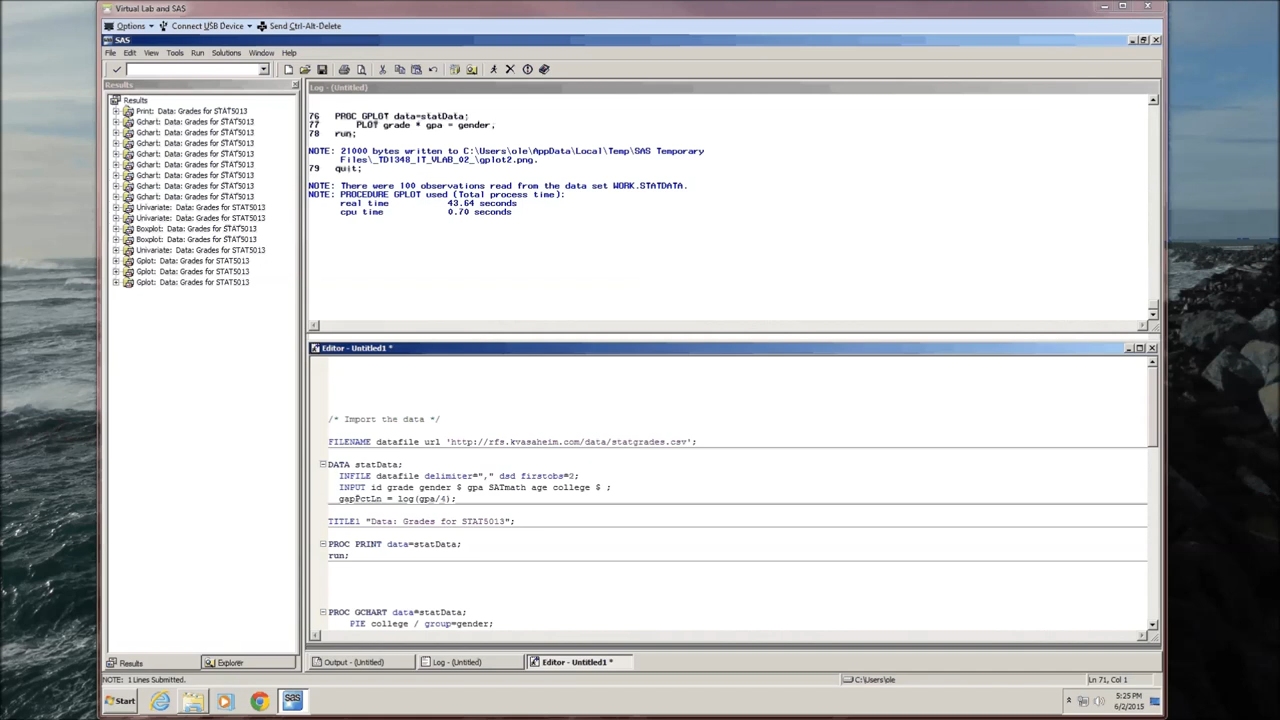 Virtual Lab and SAS
Options
Connect USB Device
Send Ctrl-Alt-Delete
SAS
File Edit View Tools Run Solutions Window Help
Results
Results
Print: Data: Grades for STAT5013
Gchart: Data: Grades for STAT5013
Gchart: Data: Grades for STAT5013
Gchart: Data: Grades for STAT5013
Gchart: Data: Grades for STAT5013
Gchart: Data: Grades for STAT5013
Gchart: Data: Grades for STAT5013
Gchart: Data: Grades for STAT5013
Gchart: Data: Grades for STAT5013
Univariate: Data: Grades for STAT5013
Univariate: Data: Grades for STAT5013
Boxplot: Data: Grades for STAT5013
Boxplot: Data: Grades for STAT5013
Univariate: Data: Grades for STAT5013
Gplot: Data: Grades for STAT5013
Gplot: Data: Grades for STAT5013
Gplot: Data: Grades for STAT5013
Results
Explorer
Log - (Untitled)
76 PROC GPLOT data=statData;
77 PLOT grade * gpa = gender;
78 run;
NOTE: 21000 bytes written to C:\Users\ole\AppData\Local\Temp\SAS Temporary
Files\_TD1348_IT_VLAB_02_\gplot2.png.
79 quit;
NOTE: There were 100 observations read from the data set WORK.STATDATA.
NOTE: PROCEDURE GPLOT used (Total process time):
real time 43.64 seconds
cpu time 0.70 seconds
Editor - Untitled1 *
/* Import the data */
FILENAME datafile url 'http://rfs.kvasaheim.com/data/statgrades.csv';
DATA statData;
INFILE datafile delimiter="," dsd firstobs=2;
INPUT id grade gender $ gpa SATmath age college $ ;
gapPctLn = log(gpa/4);
TITLE1 "Data: Grades for STAT5013";
PROC PRINT data=statData;
run;
PROC GCHART data=statData;
PIE college / group=gender;
Output - (Untitled)
Log - (Untitled)
Editor - Untitled1 *
NOTE: 1 Lines Submitted.
C:\Users\ole
Ln 71, Col 1
Start
sas
5:25 PM
6/2/2015